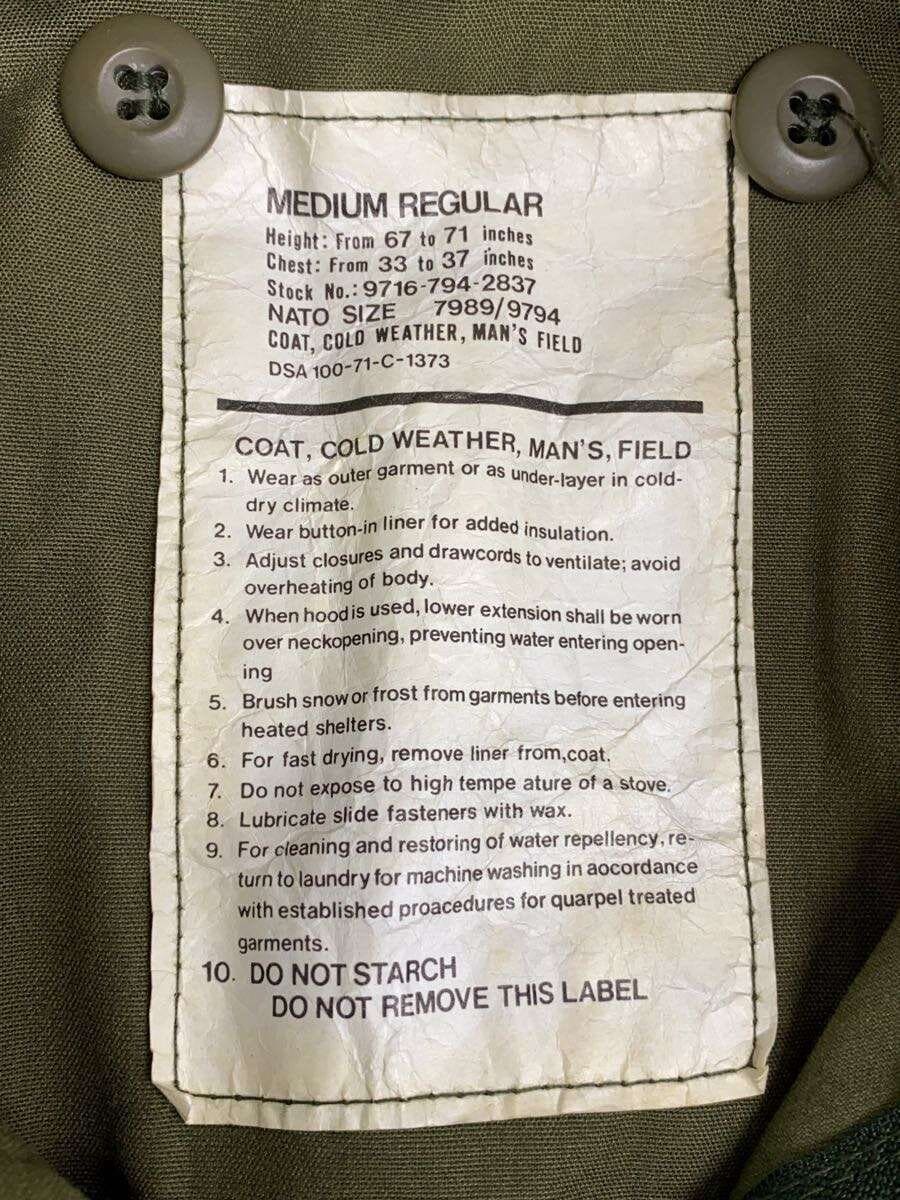 MEDIUM REGULAR
Height: From 67 to 71 inches
Chest: From 33 to 37 inches
Stock No.: 9716-794-2837
NATO SIZE 7989/9794
COAT, COLD WEATHER, MAN'S FIELD
DSA 100-71-C-1373
COAT, COLD WEATHER, MAN'S, FIELD
1. Wear as outer garment or as under-layer in cold-
dry climate.
2. Wear button-in liner for added insulation.
3. Adjust closures and drawcords to ventilate; avoid
overheating of body.
4. When hood is used, lower extension shall be worn
over neckopening, preventing water entering open-
ing
5. Brush snow or frost from garments before entering
heated shelters.
6. For fast drying, remove liner from,coat.
7. Do not expose to high tempe ature of a stove.
8. Lubricate slide fasteners with wax.
9. For cleaning and restoring of water repellency, re-
turn to laundry for machine washing in aocordance
with established proacedures for quarpel treated
garments.
10. DO NOT STARCH
DO NOT REMOVE THIS LABEL